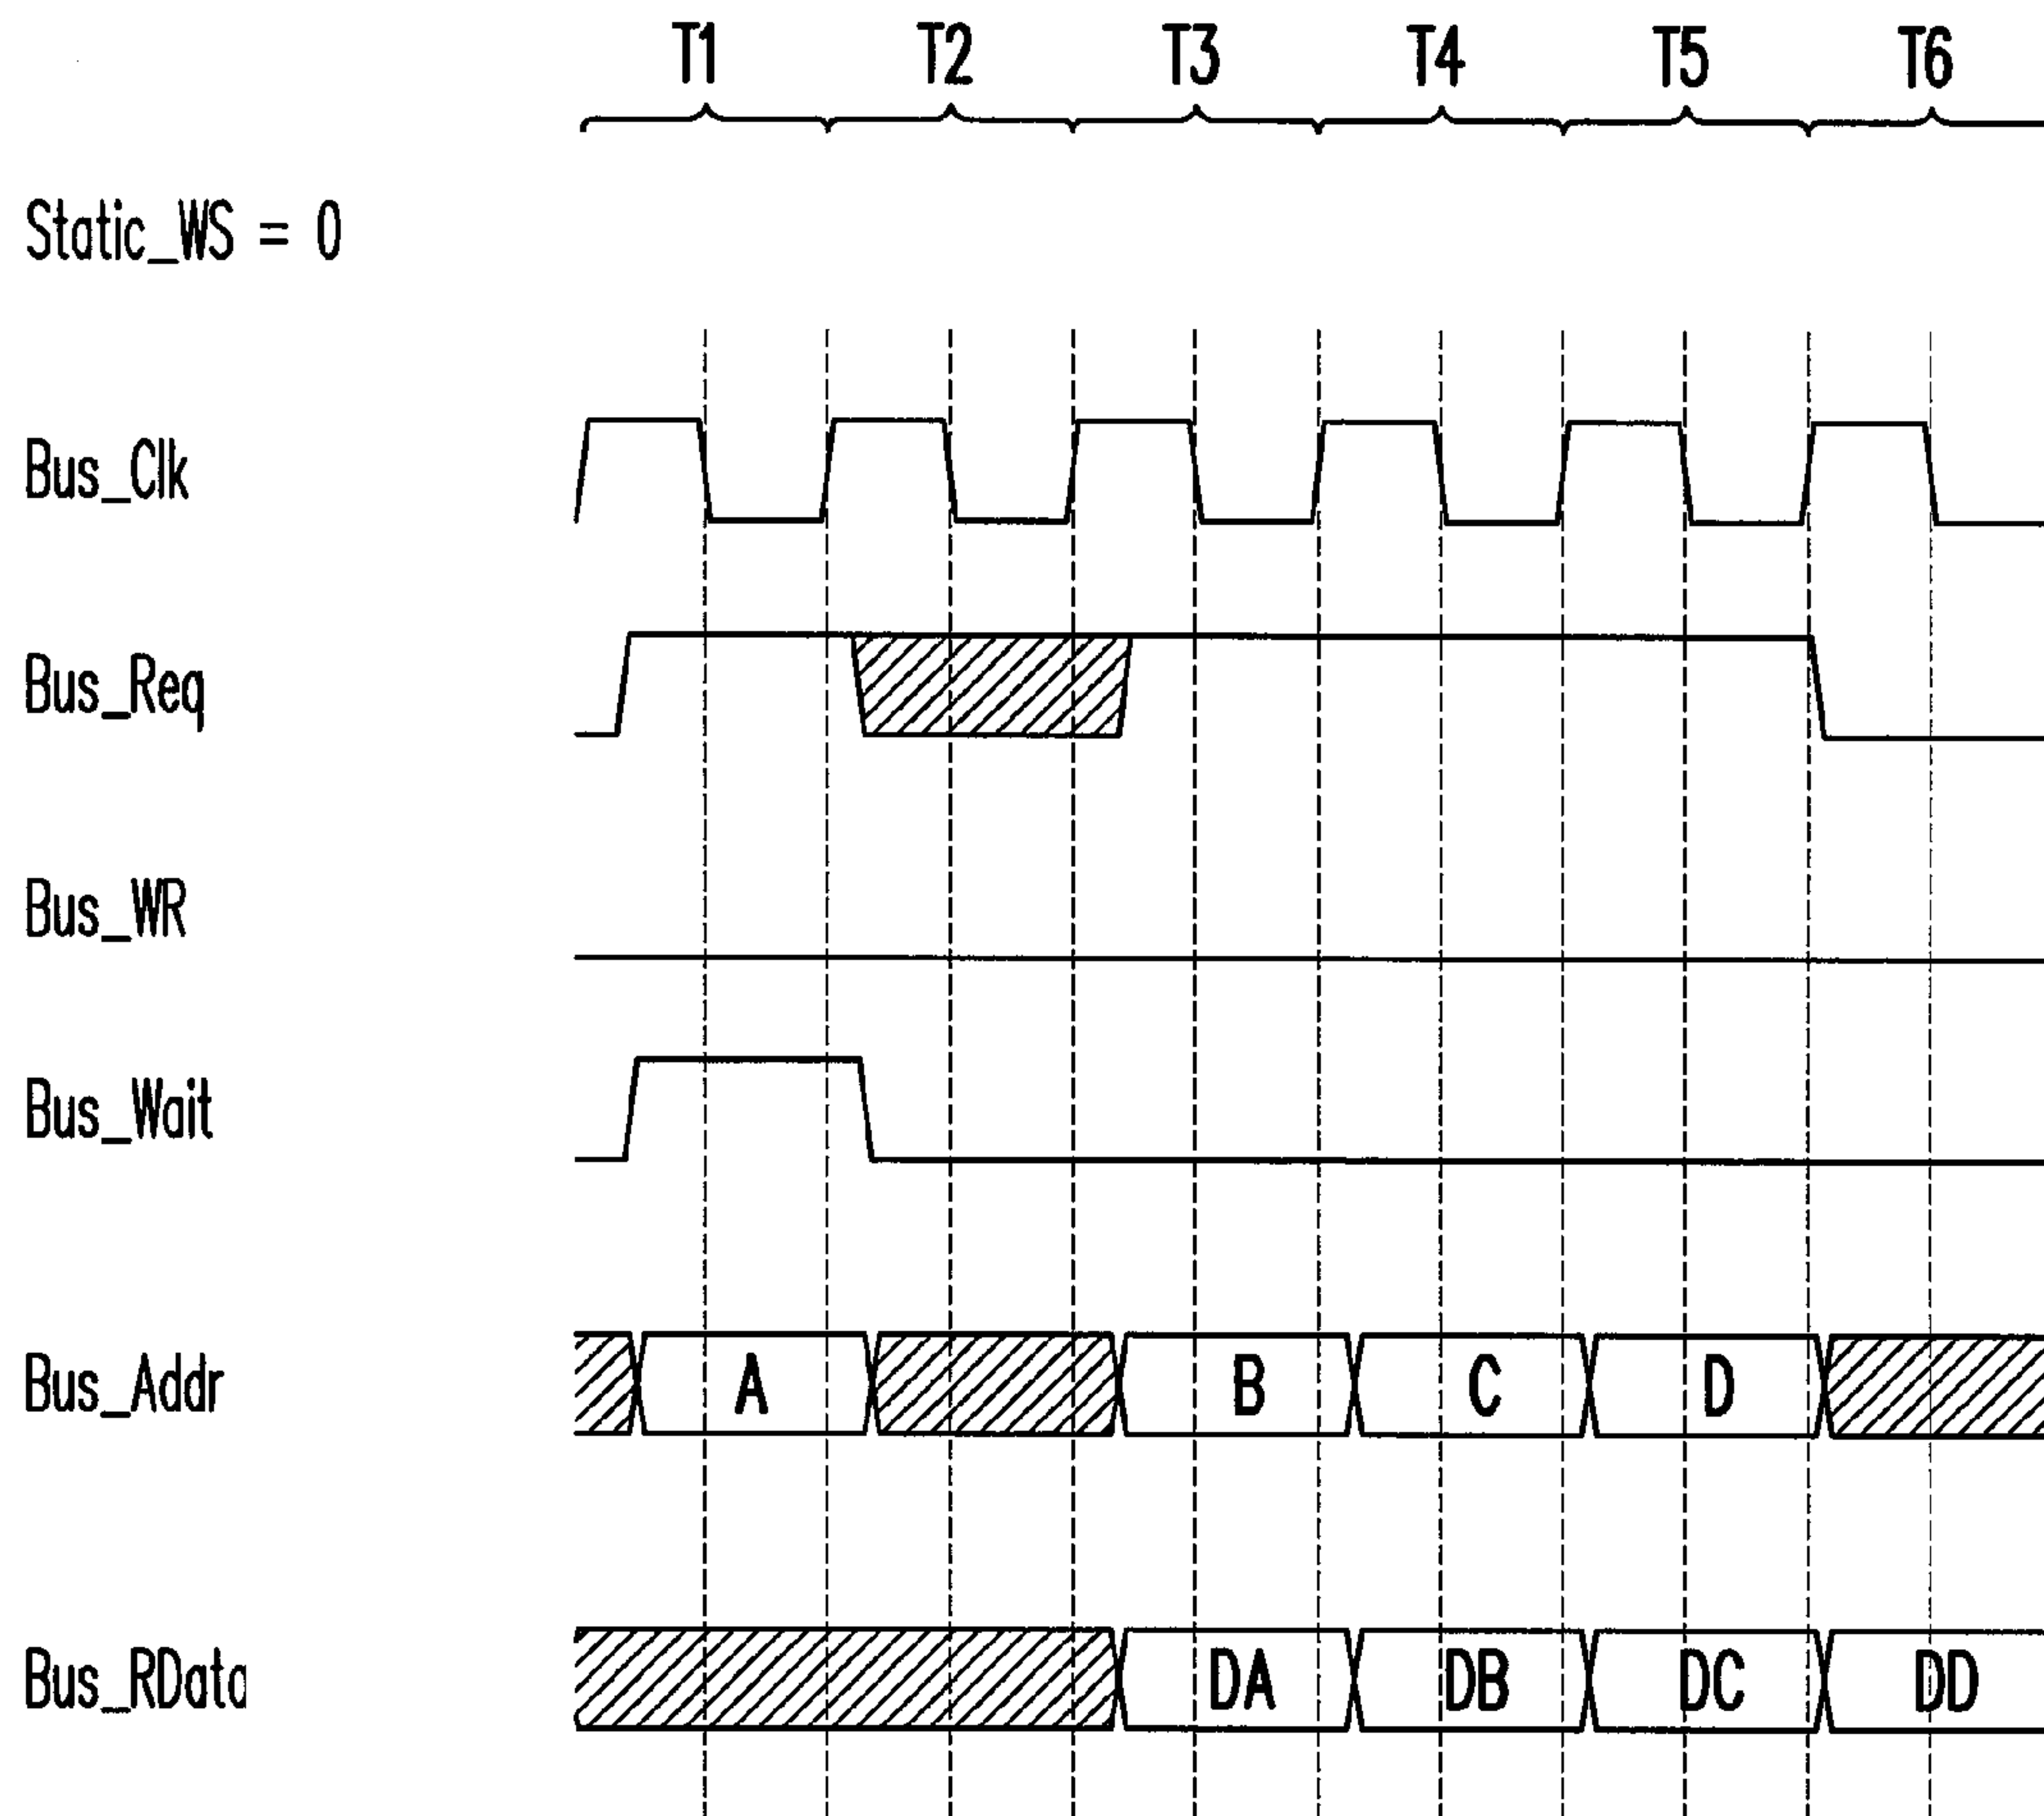 T1 T2 T3 T4 T5 T6
Static_WS = 0
Bus_Clk
Bus_Req
Bus_WR
Bus_Wait
Bus_Addr A B C D
Bus_RData DA DB DC DD